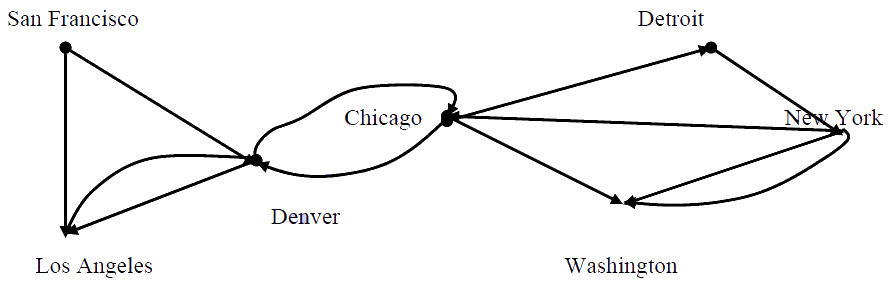 San Francisco
Detroit
Chicago
New York
Denver
Los Angeles
Washington